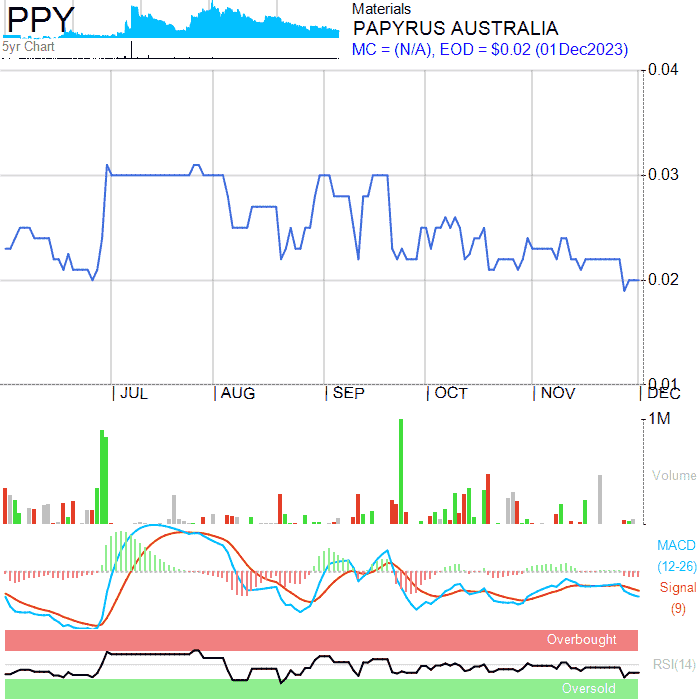 PPY
5yr Chart
Materials
PAPYRUS AUSTRALIA
MC = (N/A), EOD = $0.02 (01Dec2023)
0.04
0.03
0.02
0.01
| JUL | AUG | SEP | OCT | NOV | DEC
1M
Volume
MACD
(12-26)
Signal
(9)
Overbought
RSI(14)
Oversold